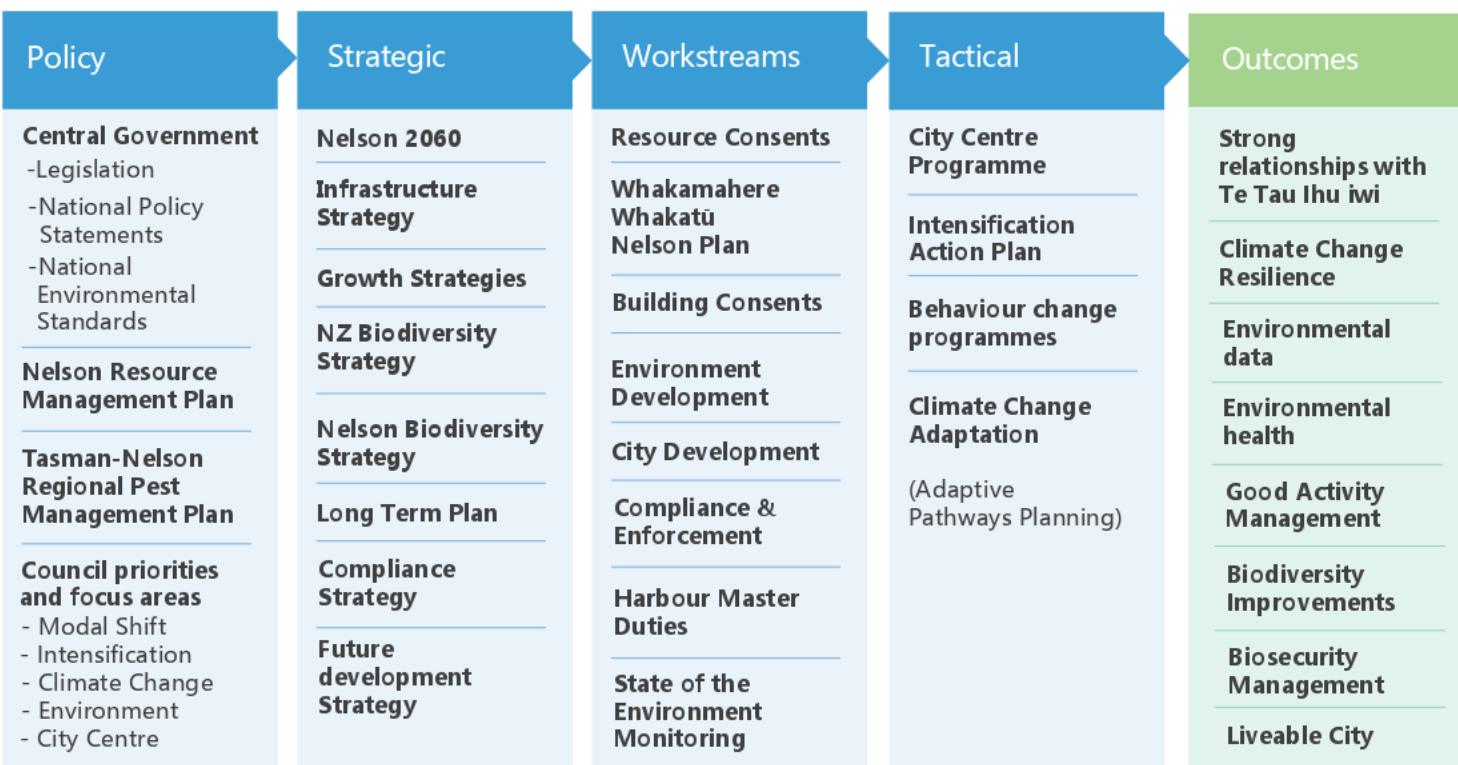 Policy
Central Government
-Legislation
-National Policy
Statements
-National
Environmental
Standards
Nelson Resource
Management Plan
Tasman-Nelson
Regional Pest
Management Plan
Council priorities
and focus areas
- Modal Shift
- Intensification
- Climate Change
- Environment
- City Centre
Strategic
Nelson 2060
Infrastructure
Strategy
Growth Strategies
NZ Biodiversity
Strategy
Nelson Biodiversity
Strategy
Long Term Plan
Compliance
Strategy
Future
development
Strategy
Workstreams
Resource Consents
Whakamahere
Whakatū
Nelson Plan
Building Consents
Environment
Development
City Development
Compliance &
Enforcement
Harbour Master
Duties
State of the
Environment
Monitoring
Tactical
City Centre
Programme
Intensification
Action Plan
Behaviour change
programmes
Climate Change
Adaptation
(Adaptive
Pathways Planning)
Outcomes
Strong
relationships with
Te Tau Ihu iwi
Climate Change
Resilience
Environmental
data
Environmental
health
Good Activity
Management
Biodiversity
Improvements
Biosecurity
Management
Liveable City